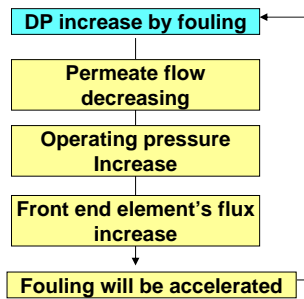 DP increase by fouling
Permeate flow
decreasing
Operating pressure
Increase
Front end element's flux
increase
Fouling will be accelerated